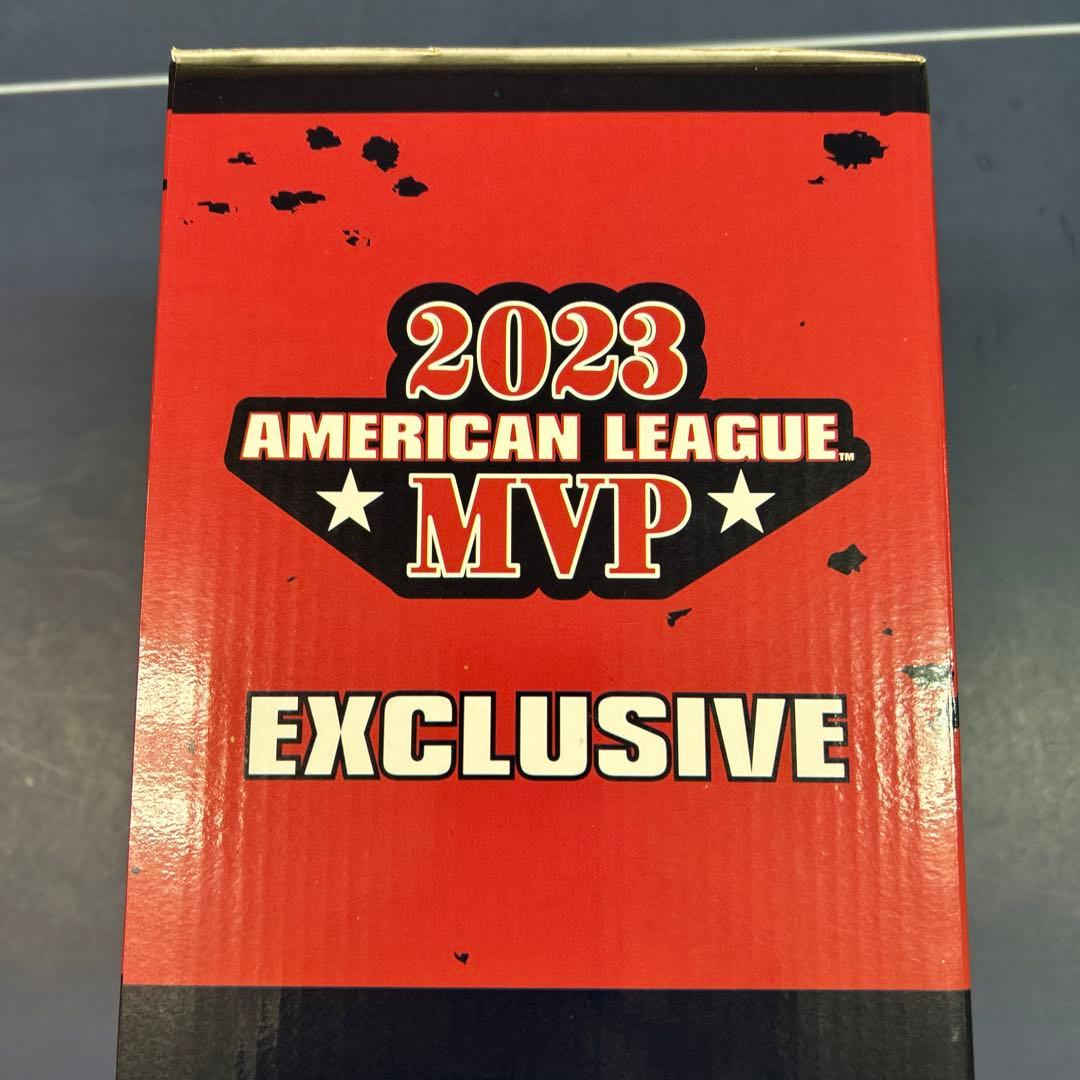 2023
AMERICAN LEAGUE™
MVP
EXCLUSIVE